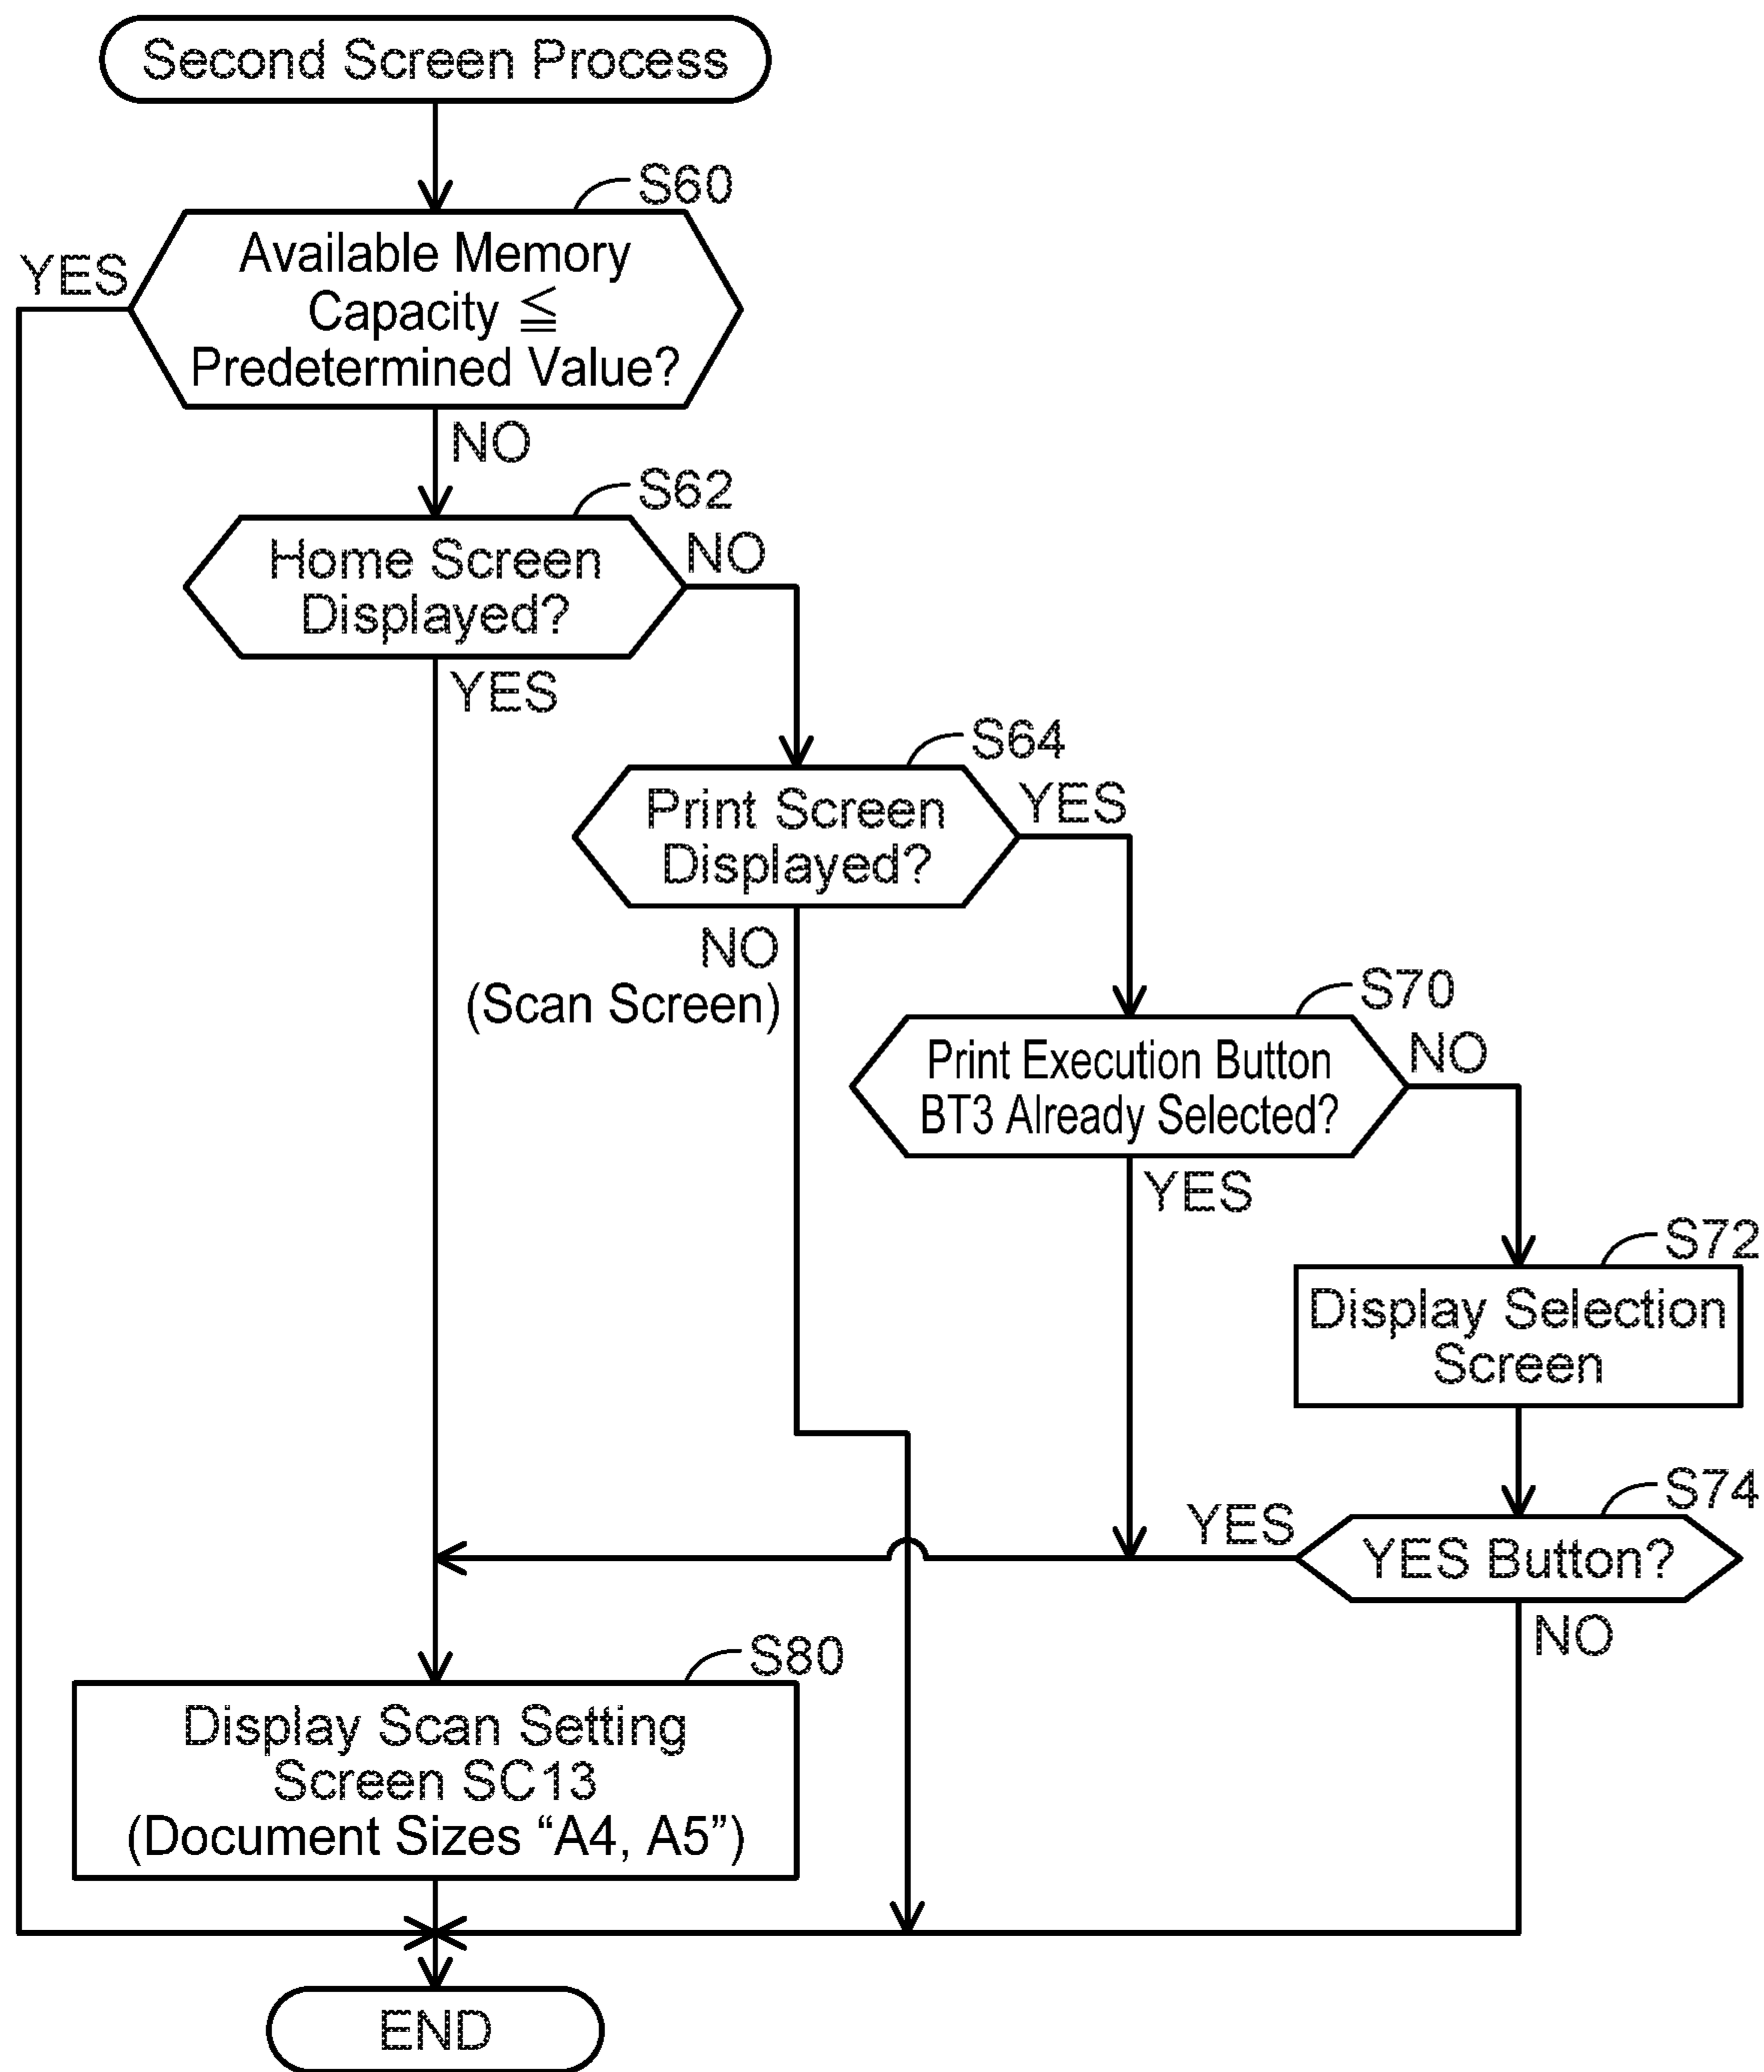 Second Screen Process
S60
YES
Available Memory
Capacity ≦
Predetermined Value?
NO
S62
Home Screen
Displayed?
NO
YES
S64
Print Screen
Displayed?
YES
NO
(Scan Screen)
S70
Print Execution Button
BT3 Already Selected?
NO
YES
S72
Display Selection
Screen
S74
YES
YES Button?
NO
S80
Display Scan Setting
Screen SC13
(Document Sizes “A4, A5”)
END